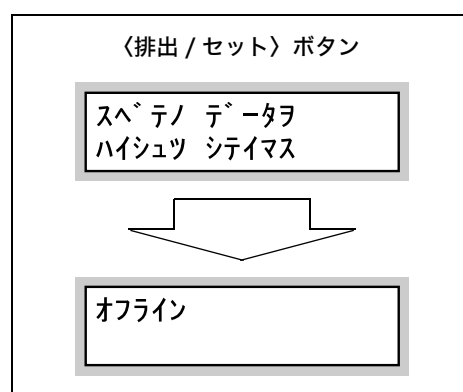 〈排出 / セット〉ボタン
スベテノ データヲ
ハイシュツ シテイマス
オフライン